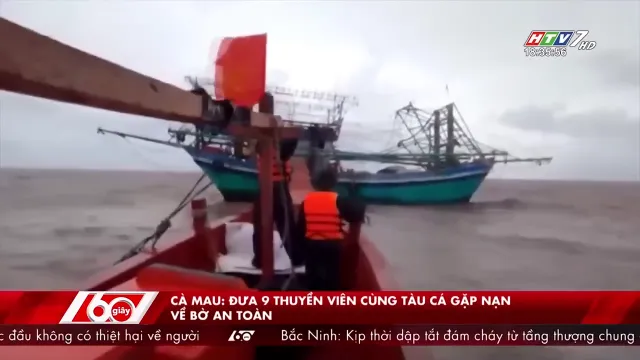 HTV7 HD
18:35:56
60 giây
CÀ MAU: ĐƯA 9 THUYỀN VIÊN CÙNG TÀU CÁ GẶP NẠN
VỀ BỜ AN TOÀN
c đầu không có thiệt hại về người
Bắc Ninh: Kịp thời dập tắt đám cháy từ tầng thượng chung